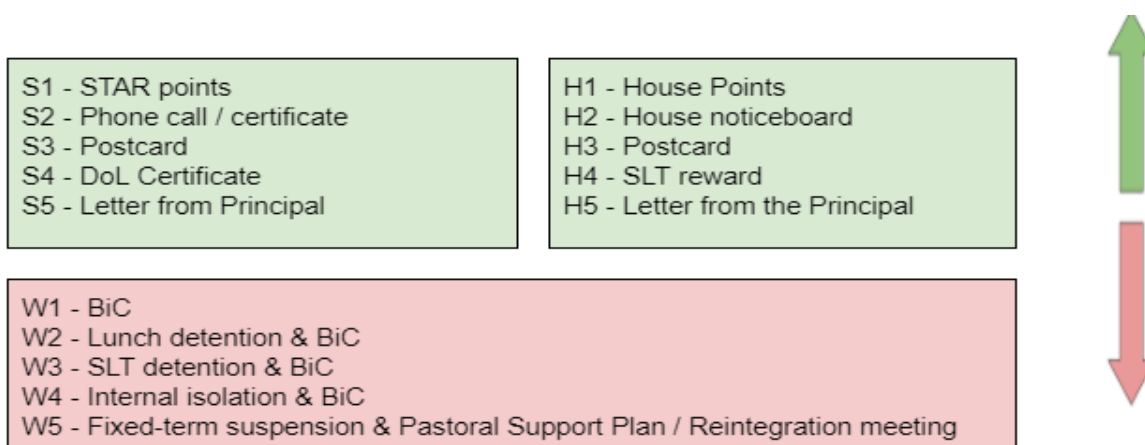 S1 - STAR points
S2 - Phone call / certificate
S3 - Postcard
S4 - DoL Certificate
S5 - Letter from Principal
H1 - House Points
H2 - House noticeboard
H3 - Postcard
H4 - SLT reward
H5 - Letter from the Principal
W1 - BiC
W2 - Lunch detention & BiC
W3 - SLT detention & BiC
W4 - Internal isolation & BiC
W5 - Fixed-term suspension & Pastoral Support Plan / Reintegration meeting